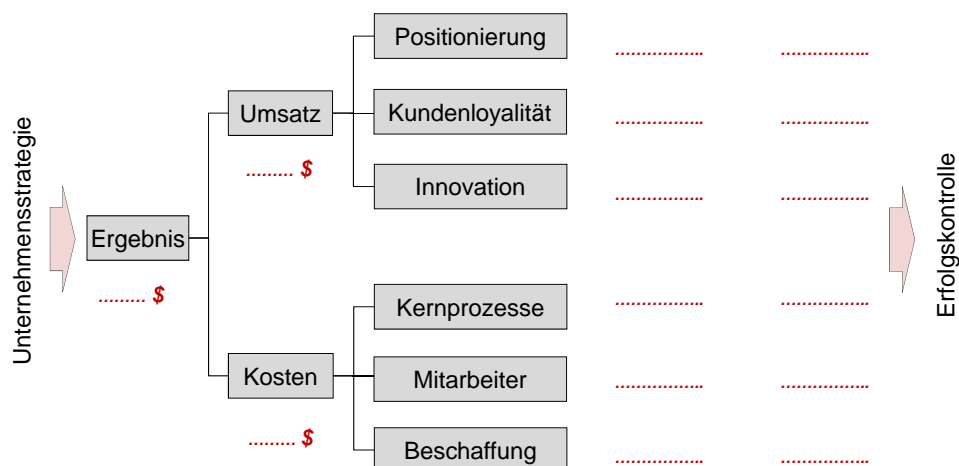 Unternehmensstrategie
Ergebnis
......... $
Umsatz
......... $
Kosten
......... $
Positionierung ................... ...................
Kundenloyalität ................... ...................
Innovation ................... ...................
Kernprozesse ................... ...................
Mitarbeiter ................... ...................
Beschaffung ................... ...................
Erfolgskontrolle